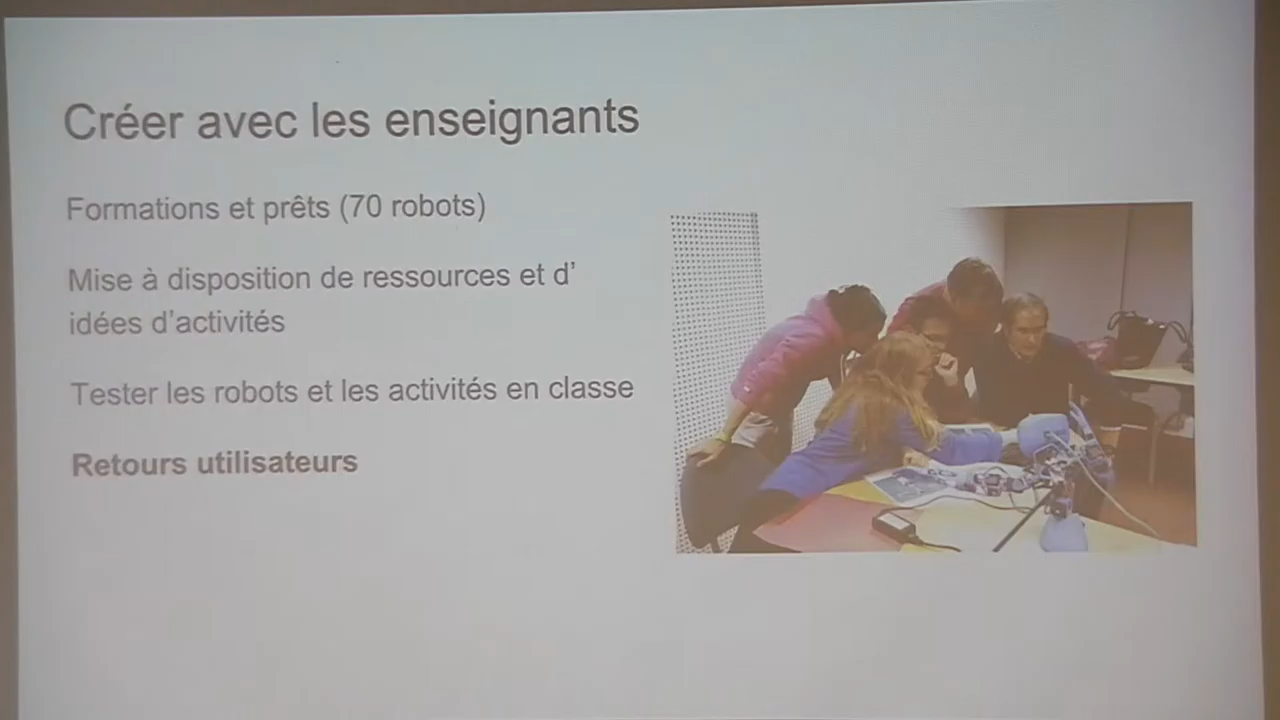 Créer avec les enseignants
Formations et prêts (70 robots)
Mise à disposition de ressources et d'
idées d'activités
Tester les robots et les activités en classe
Retours utilisateurs